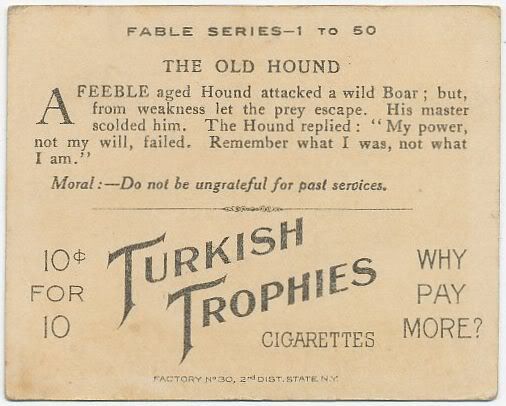 FABLE SERIES—1 TO 50
THE OLD HOUND
A FEEBLE aged Hound attacked a wild Boar; but,
from weakness let the prey escape. His master
scolded him. The Hound replied: "My power,
not my will, failed. Remember what I was, not what
I am."
Moral:—Do not be ungrateful for past services.
10¢
FOR
10
TURKISH
TROPHIES
CIGARETTES
WHY
PAY
MORE?
FACTORY Nº 30, 2nd DIST. STATE, N.Y.